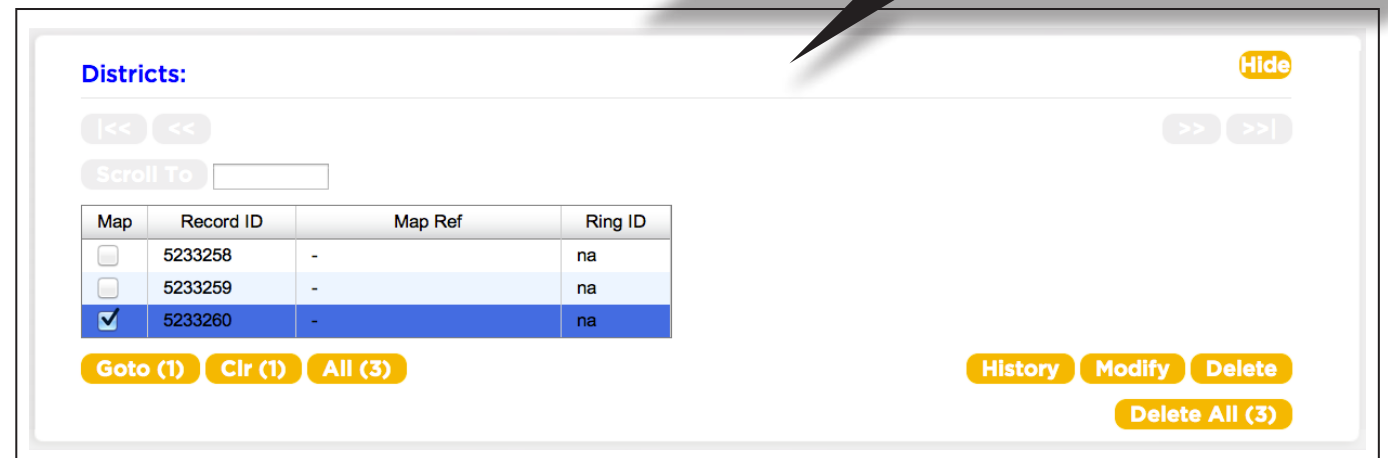 Districts: Hide
|<< << >> >>|
Scroll To
Map Record ID Map Ref Ring ID
5233258 - na
5233259 - na
5233260 - na
Goto (1) Clr (1) All (3) History Modify Delete
Delete All (3)